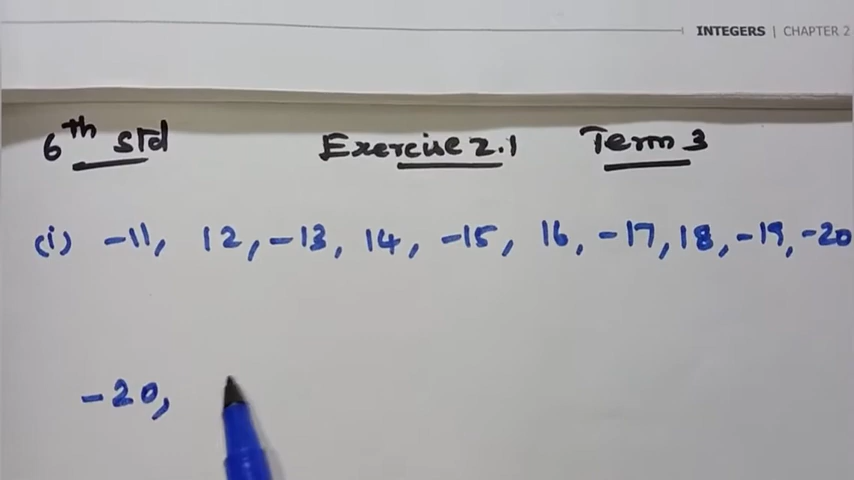 INTEGERS | CHAPTER 2
6th std Exercise 2.1 Term 3
(i) -11, 12, -13, 14, -15, 16, -17, 18, -19, -20
-20,